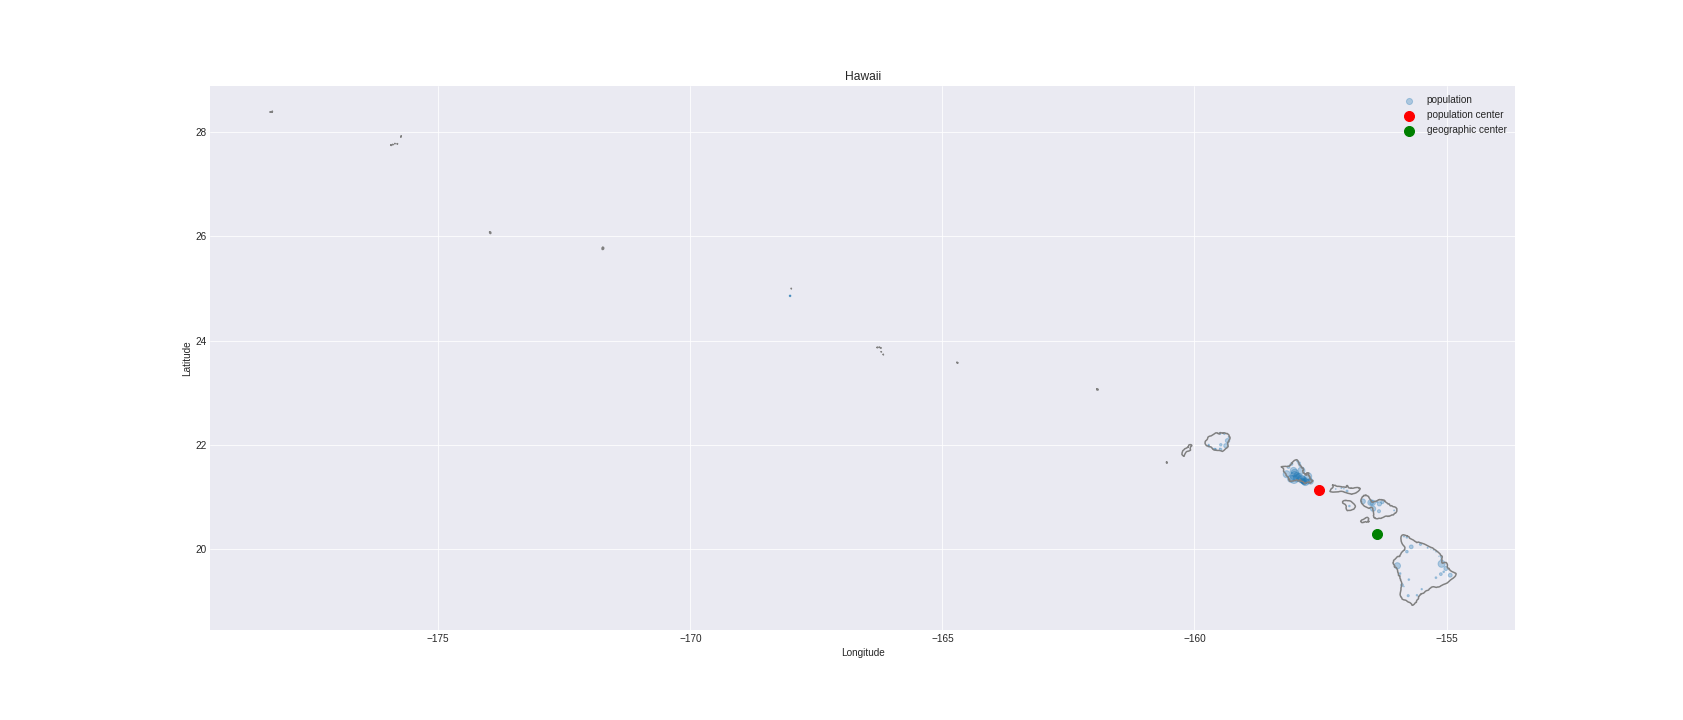 Hawaii
population
population center
geographic center
28
26
24
22
20
Latitude
−175
−170
−165
−160
−155
Longitude